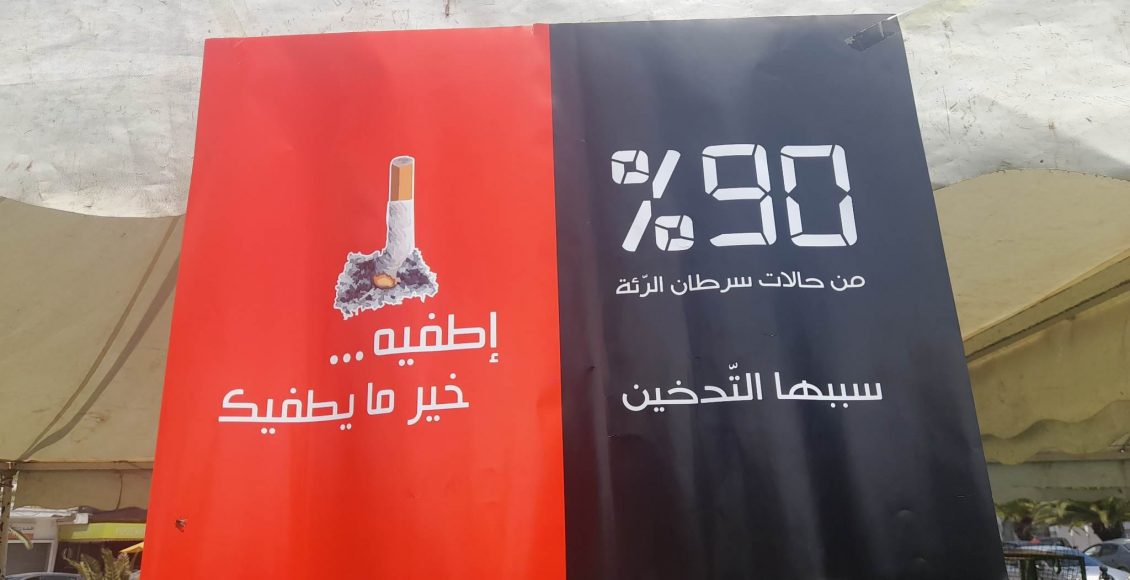 %90
من حالات سرطان الرّئة
سببها التّدخين
إطفيه ...
خير ما يطفيك